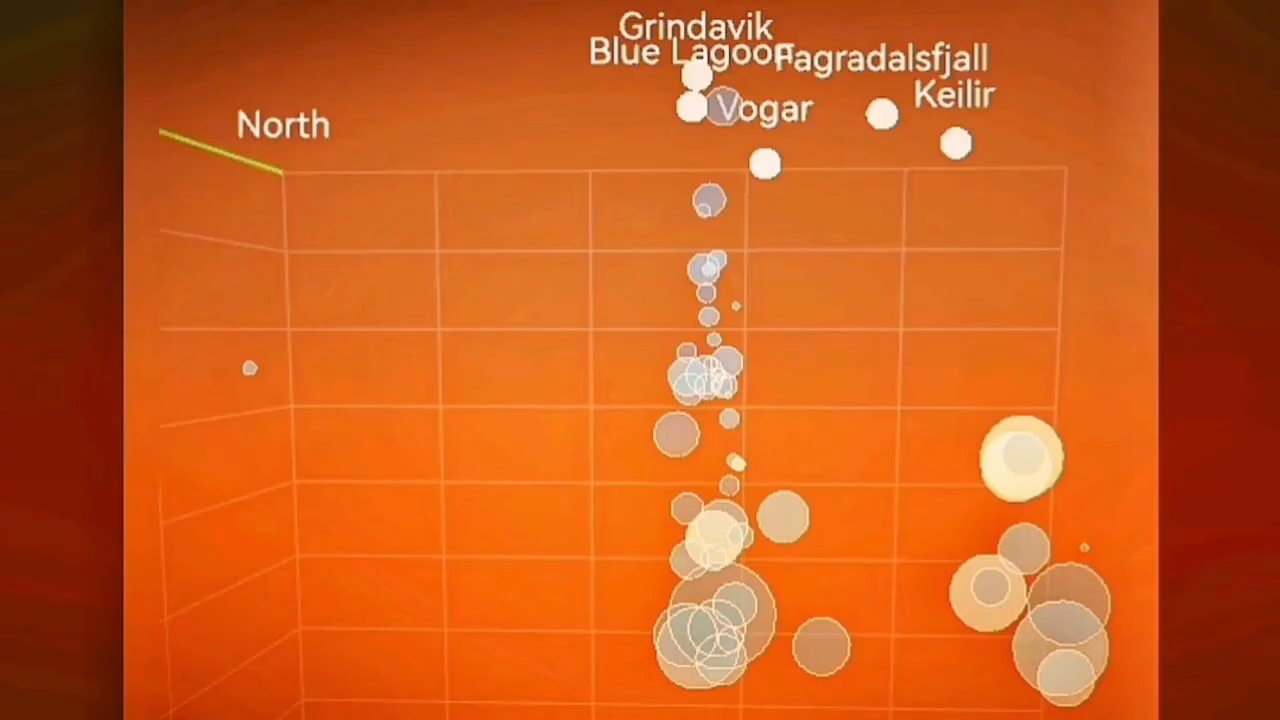 Grindavik
Blue Lagoon
Fagradalsfjall
Keilir
Vogar
North